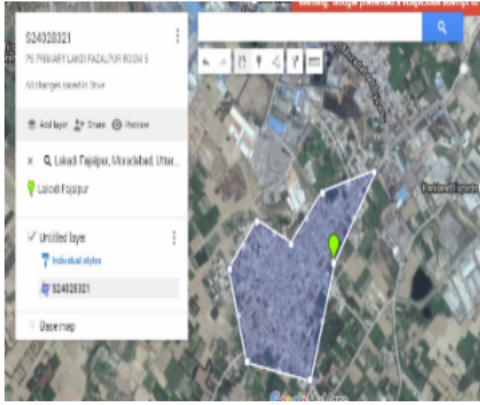 S24028321
PS PRIMARY LAKDI FAZALPUR ROOM 5
All changes saved in Drive
Add layer Share Preview
Lakadi Fajalpur, Moradabad, Uttar...
Lakadi Fajalpur
Untitled layer
Individual styles
S24028321
Base map